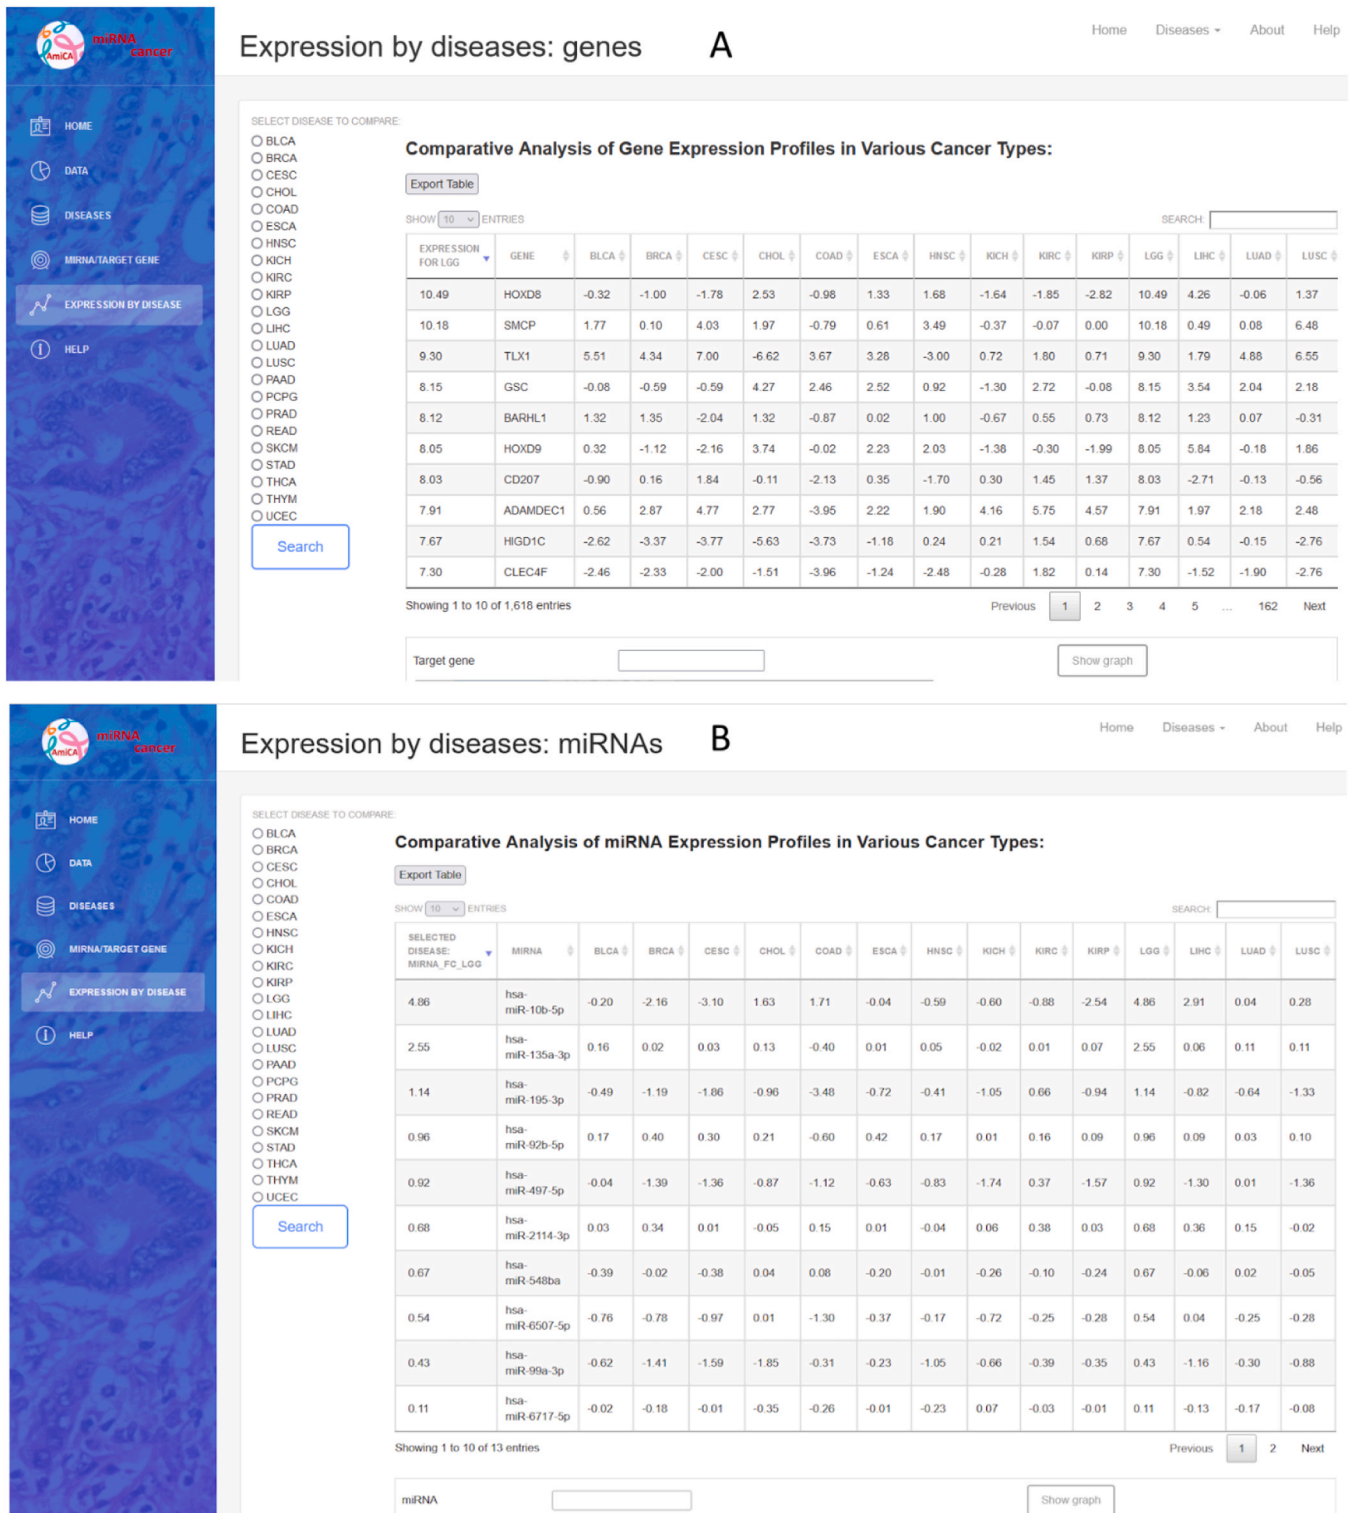 miRNA
cancer
AmiCA
Expression by diseases: genes
A
Home Diseases About Help
HOME
DATA
DISEASES
MIRNA/TARGET GENE
EXPRESSION BY DISEASE
HELP
SELECT DISEASE TO COMPARE:
BLCA
BRCA
CESC
CHOL
COAD
ESCA
HNSC
KICH
KIRC
KIRP
LGG
LIHC
LUAD
LUSC
PAAD
PCPG
PRAD
READ
SKCM
STAD
THCA
THYM
UCEC
Search
Comparative Analysis of Gene Expression Profiles in Various Cancer Types:
Export Table
SHOW 10 ENTRIES
SEARCH:
EXPRESSION FOR LGG GENE BLCA BRCA CESC CHOL COAD ESCA HNSC KICH KIRC KIRP LGG LIHC LUAD LUSC
10.49 HOXD8 -0.32 -1.00 -1.78 2.53 -0.98 1.33 1.68 -1.64 -1.85 -2.82 10.49 4.26 -0.06 1.37
10.18 SMCP 1.77 0.10 4.03 1.97 -0.79 0.61 3.49 -0.37 -0.07 0.00 10.18 0.49 0.08 6.48
9.30 TLX1 5.51 4.34 7.00 -6.62 3.67 3.28 -3.00 0.72 1.80 0.71 9.30 1.79 4.88 6.55
8.15 GSC -0.08 -0.59 -0.59 4.27 2.46 2.52 0.92 -1.30 2.72 -0.08 8.15 3.54 2.04 2.18
8.12 BARHL1 1.32 1.35 -2.04 1.32 -0.87 0.02 1.00 -0.67 0.55 0.73 8.12 1.23 0.07 -0.31
8.05 HOXD9 0.32 -1.12 -2.16 3.74 -0.02 2.23 2.03 -1.38 -0.30 -1.99 8.05 5.84 -0.18 1.86
8.03 CD207 -0.90 0.16 1.84 -0.11 -2.13 0.35 -1.70 0.30 1.45 1.37 8.03 -2.71 -0.13 -0.56
7.91 ADAMDEC1 0.56 2.87 4.77 2.77 -3.95 2.22 1.90 4.16 5.75 4.57 7.91 1.97 2.18 2.48
7.67 HIGD1C -2.62 -3.37 -3.77 -5.63 -3.73 -1.18 0.24 0.21 1.54 0.68 7.67 0.54 -0.15 -2.76
7.30 CLEC4F -2.46 -2.33 -2.00 -1.51 -3.96 -1.24 -2.48 -0.28 1.82 0.14 7.30 -1.52 -1.90 -2.76
Showing 1 to 10 of 1,618 entries
Previous 1 2 3 4 5 ... 162 Next
Target gene
Show graph
miRNA
cancer
AmiCA
Expression by diseases: miRNAs
B
Home Diseases About Help
HOME
DATA
DISEASES
MIRNA/TARGET GENE
EXPRESSION BY DISEASE
HELP
SELECT DISEASE TO COMPARE:
BLCA
BRCA
CESC
CHOL
COAD
ESCA
HNSC
KICH
KIRC
KIRP
LGG
LIHC
LUAD
LUSC
PAAD
PCPG
PRAD
READ
SKCM
STAD
THCA
THYM
UCEC
Search
Comparative Analysis of miRNA Expression Profiles in Various Cancer Types:
Export Table
SHOW 10 ENTRIES
SEARCH:
SELECTED DISEASE: MIRNA_FC_LGG MIRNA BLCA BRCA CESC CHOL COAD ESCA HNSC KICH KIRC KIRP LGG LIHC LUAD LUSC
4.86 hsa-miR-10b-5p -0.20 -2.16 -3.10 1.63 1.71 -0.04 -0.59 -0.60 -0.88 -2.54 4.86 2.91 0.04 0.28
2.55 hsa-miR-135a-3p 0.16 0.02 0.03 0.13 -0.40 0.01 0.05 -0.02 0.01 0.07 2.55 0.06 0.11 0.11
1.14 hsa-miR-195-3p -0.49 -1.19 -1.86 -0.96 -3.48 -0.72 -0.41 -1.05 0.66 -0.94 1.14 -0.82 -0.64 -1.33
0.96 hsa-miR-92b-5p 0.17 0.40 0.30 0.21 -0.60 0.42 0.17 0.01 0.16 0.09 0.96 0.09 0.03 0.10
0.92 hsa-miR-497-5p -0.04 -1.39 -1.36 -0.87 -1.12 -0.63 -0.83 -1.74 0.37 -1.57 0.92 -1.30 0.01 -1.36
0.68 hsa-miR-2114-3p 0.03 0.34 0.01 -0.05 0.15 0.01 -0.04 0.06 0.38 0.03 0.68 0.36 0.15 -0.02
0.67 hsa-miR-548ba -0.39 -0.02 -0.38 0.04 0.08 -0.20 -0.01 -0.26 -0.10 -0.24 0.67 -0.06 0.02 -0.05
0.54 hsa-miR-6507-5p -0.76 -0.78 -0.97 0.01 -1.30 -0.37 -0.17 -0.72 -0.25 -0.28 0.54 0.04 -0.25 -0.28
0.43 hsa-miR-99a-3p -0.62 -1.41 -1.59 -1.85 -0.31 -0.23 -1.05 -0.66 -0.39 -0.35 0.43 -1.16 -0.30 -0.88
0.11 hsa-miR-6717-5p -0.02 -0.18 -0.01 -0.35 -0.26 -0.01 -0.23 0.07 -0.03 -0.01 0.11 -0.13 -0.17 -0.08
Showing 1 to 10 of 13 entries
Previous 1 2 Next
miRNA
Show graph